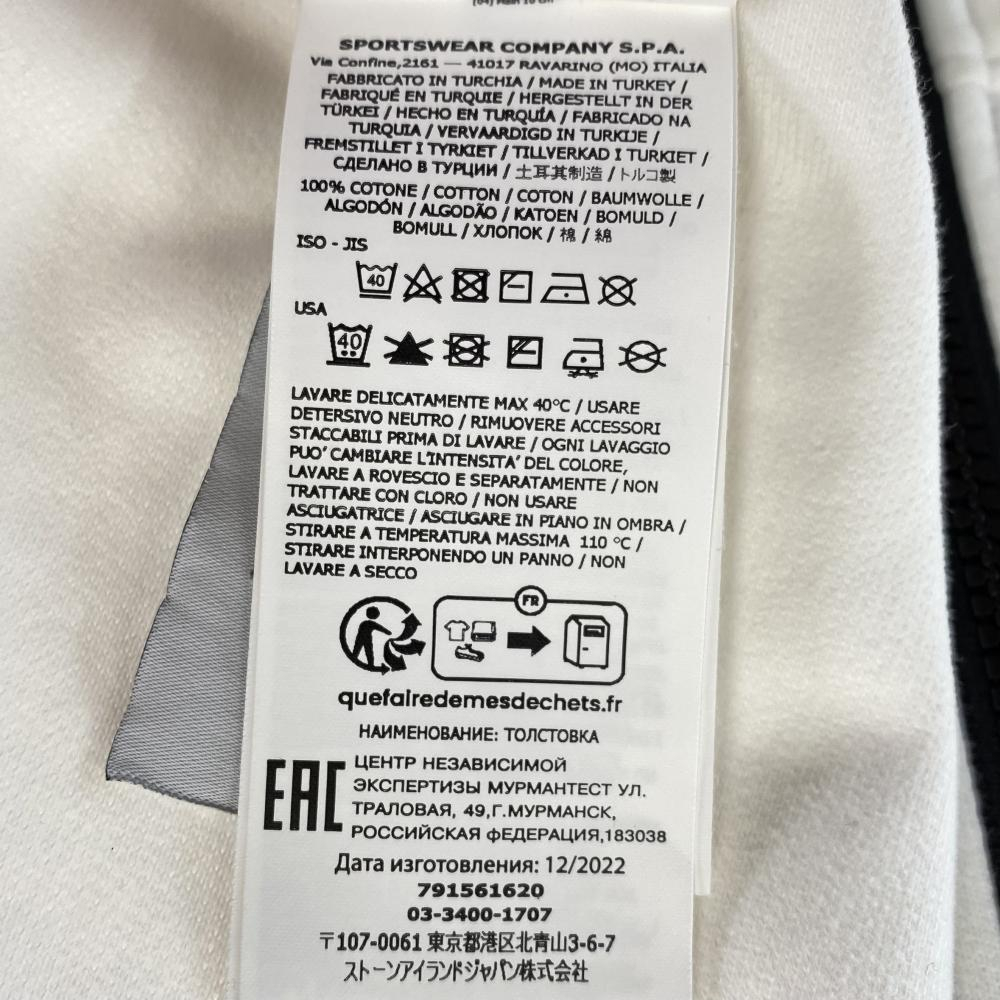 SPORTSWEAR COMPANY S.P.A.
Via Confine,2161 — 41017 RAVARINO (MO) ITALIA
FABBRICATO IN TURCHIA / MADE IN TURKEY /
FABRIQUÉ EN TURQUIE / HERGESTELLT IN DER
TÜRKEI / HECHO EN TURQUÍA / FABRICADO NA
TURQUIA / VERVAARDIGD IN TURKIJE /
FREMSTILLET I TYRKIET / TILLVERKAD I TURKIET /
СДЕЛАНО В ТУРЦИИ / 土耳其制造 / トルコ製
100% COTONE / COTTON / COTON / BAUMWOLLE /
ALGODÓN / ALGODÃO / KATOEN / BOMULD /
BOMULL / ХЛОПОК / 棉 / 綿
ISO - JIS
40
USA
40
LAVARE DELICATAMENTE MAX 40°C / USARE
DETERSIVO NEUTRO / RIMUOVERE ACCESSORI
STACCABILI PRIMA DI LAVARE / OGNI LAVAGGIO
PUO' CAMBIARE L'INTENSITA' DEL COLORE,
LAVARE A ROVESCIO E SEPARATAMENTE / NON
TRATTARE CON CLORO / NON USARE
ASCIUGATRICE / ASCIUGARE IN PIANO IN OMBRA /
STIRARE A TEMPERATURA MASSIMA 110 °C /
STIRARE INTERPONENDO UN PANNO / NON
LAVARE A SECCO
FR
quefairedemesdechets.fr
НАИМЕНОВАНИЕ: ТОЛСТОВКА
EAC
ЦЕНТР НЕЗАВИСИМОЙ
ЭКСПЕРТИЗЫ МУРМАНТЕСТ УЛ.
ТРАЛОВАЯ, 49,Г.МУРМАНСК,
РОССИЙСКАЯ ФЕДЕРАЦИЯ,183038
Дата изготовления: 12/2022
791561620
03-3400-1707
〒107-0061 東京都港区北青山3-6-7
ストーンアイランドジャパン株式会社